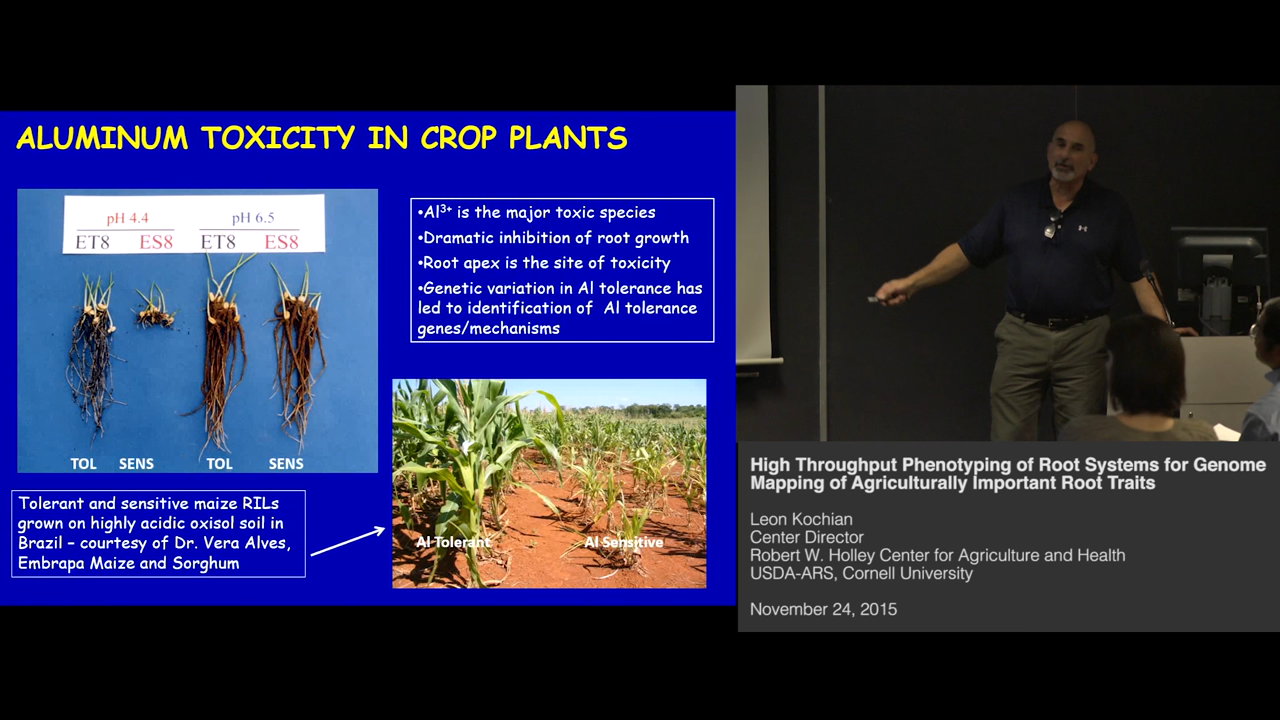 ALUMINUM TOXICITY IN CROP PLANTS
pH 4.4 pH 6.5
ET8 ES8 ET8 ES8
TOL SENS TOL SENS
•Al³⁺ is the major toxic species
•Dramatic inhibition of root growth
•Root apex is the site of toxicity
•Genetic variation in Al tolerance has
led to identification of Al tolerance
genes/mechanisms
Tolerant and sensitive maize RILs
grown on highly acidic oxisol soil in
Brazil – courtesy of Dr. Vera Alves,
Embrapa Maize and Sorghum
Al Tolerant Al Sensitive
High Throughput Phenotyping of Root Systems for Genome
Mapping of Agriculturally Important Root Traits
Leon Kochian
Center Director
Robert W. Holley Center for Agriculture and Health
USDA-ARS, Cornell University
November 24, 2015